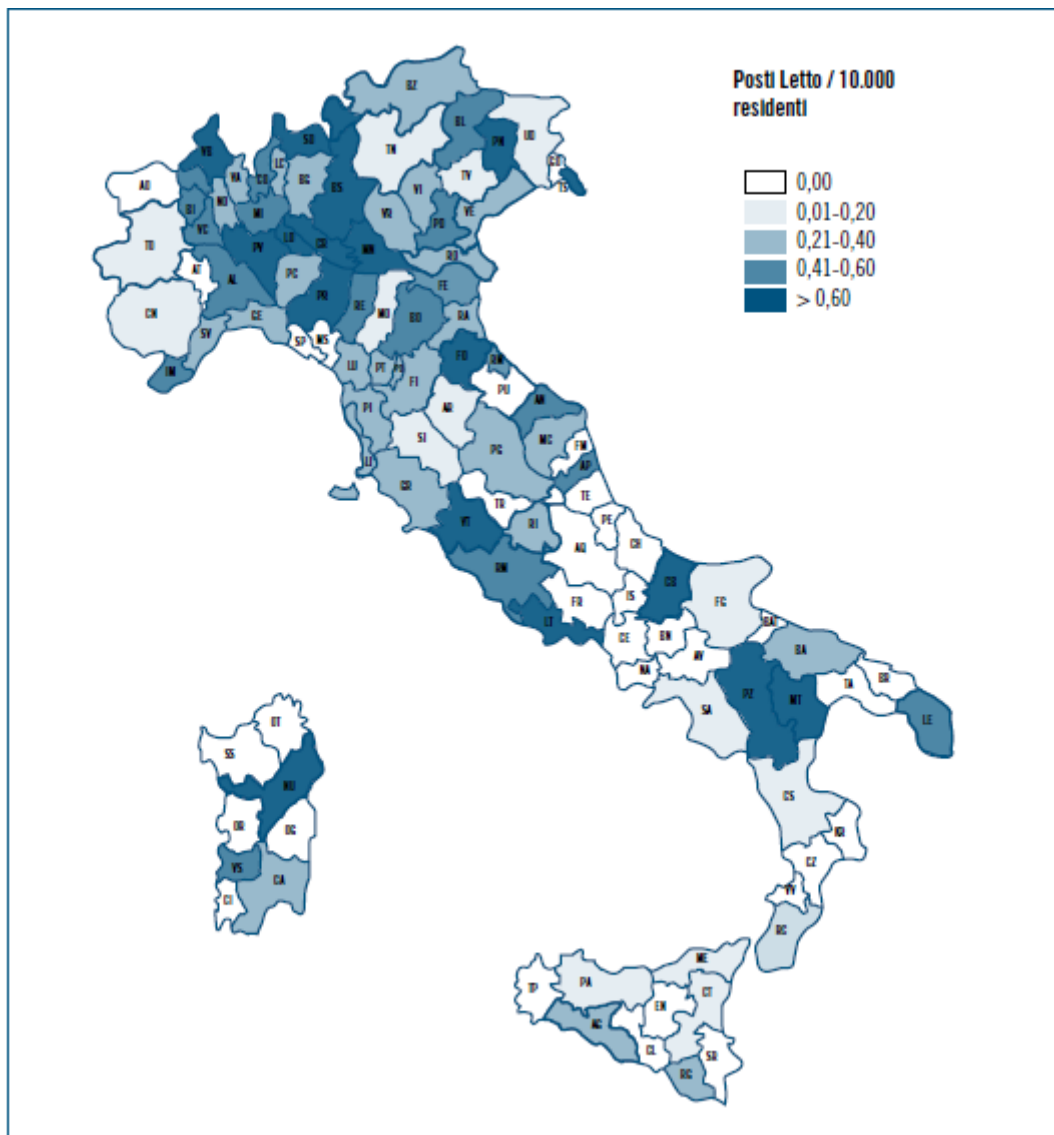 Posti Letto / 10.000
residenti
0,00
0,01-0,20
0,21-0,40
0,41-0,60
> 0,60
BZ
SO
BL
PN
UD
VB
TN
GO
TS
LC
AO
VA
CO
BG
BS
VI
TV
BI
NO
MI
VR
PD
VE
VC
TO
LO
PV
CR
MN
RO
AT
AL
PC
FE
PR
RE
MO
BO
RA
CN
GE
SV
SP
MS
FO
RN
IM
LU
PT
PO
FI
PU
AN
PI
AR
SI
PG
MC
FM
LI
AP
GR
TR
TE
VT
RI
PE
CH
AQ
RM
IS
CB
FR
FG
LT
CE
BN
BAT
AV
BA
NA
PZ
MT
TA
BR
SA
LE
OT
SS
NU
CS
OR
OG
KR
VS
CA
CZ
CI
VV
RC
ME
TP
PA
CT
EN
AG
CL
SR
RG